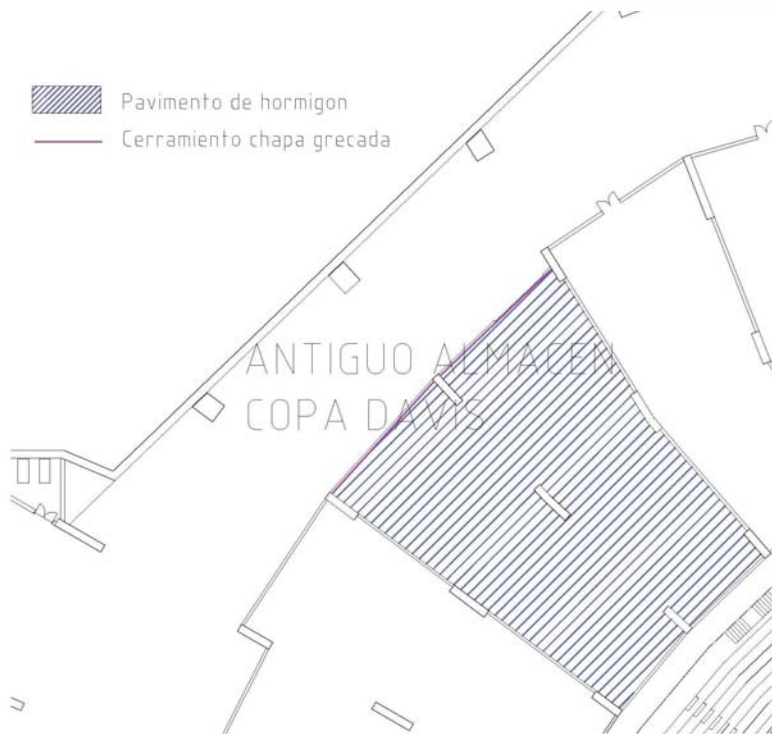 Pavimento de hormigon
Cerramiento chapa grecada
ANTIGUO ALMACEN
COPA DAVIS